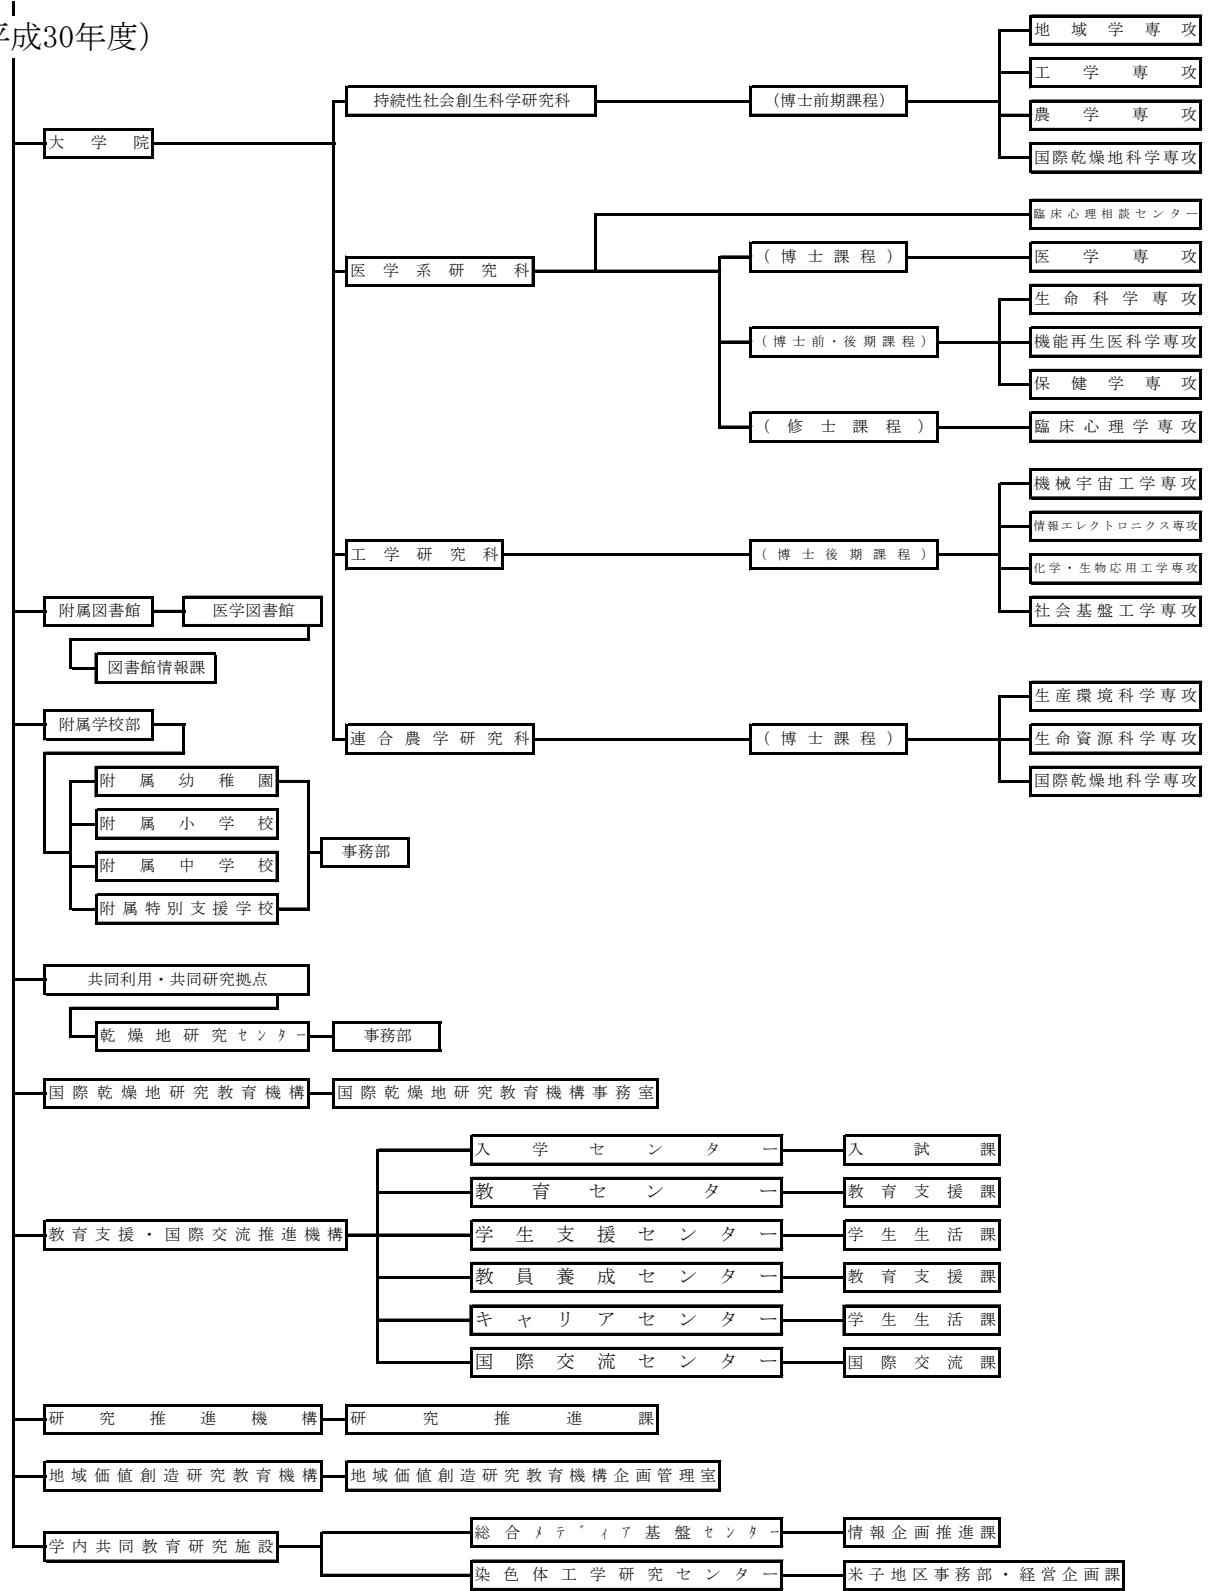 平成30年度）
地域学専攻
工学専攻
持続性社会創生科学研究科 （博士前期課程）
農学専攻
大学院
国際乾燥地科学専攻
臨床心理相談センター
医学系研究科 （博士課程） 医学専攻
生命科学専攻
（博士前・後期課程） 機能再生医科学専攻
保健学専攻
（修士課程） 臨床心理学専攻
機械宇宙工学専攻
情報エレクトロニクス専攻
工学研究科 （博士後期課程）
化学・生物応用工学専攻
社会基盤工学専攻
附属図書館 医学図書館
図書館情報課
生産環境科学専攻
附属学校部
連合農学研究科 （博士課程） 生命資源科学専攻
国際乾燥地科学専攻
附属幼稚園
附属小学校
事務部
附属中学校
附属特別支援学校
共同利用・共同研究拠点
乾燥地研究センター 事務部
国際乾燥地研究教育機構 国際乾燥地研究教育機構事務室
入学センター 入試課
教育センター 教育支援課
教育支援・国際交流推進機構 学生支援センター 学生生活課
教員養成センター 教育支援課
キャリアセンター 学生生活課
国際交流センター 国際交流課
研究推進機構 研究推進課
地域価値創造研究教育機構 地域価値創造研究教育機構企画管理室
学内共同教育研究施設 総合メディア基盤センター 情報企画推進課
染色体工学研究センター 米子地区事務部・経営企画課